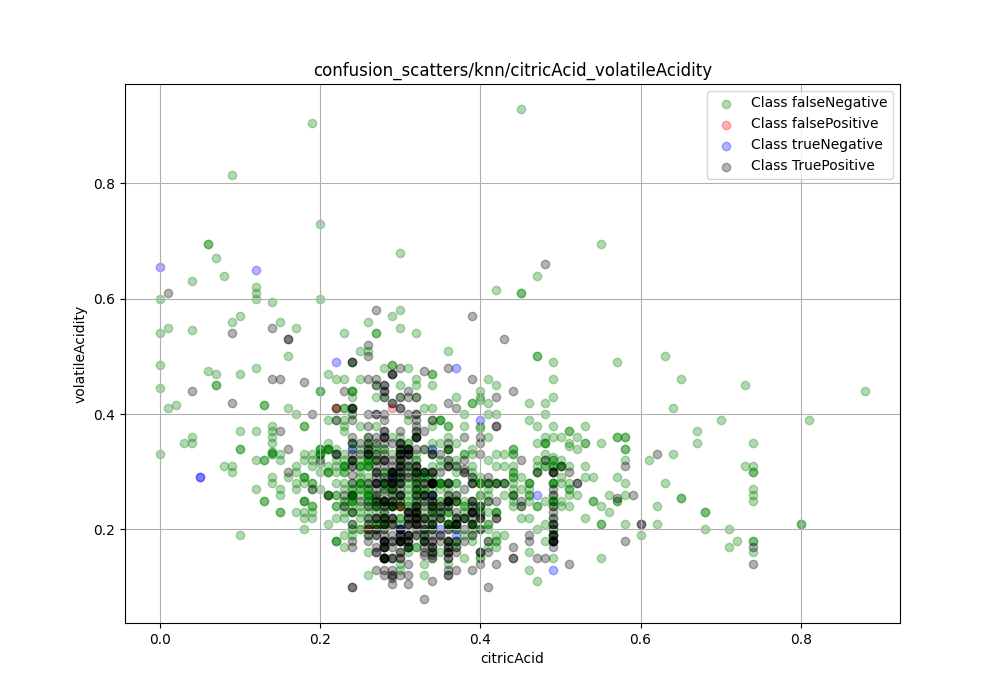 confusion_scatters/knn/citricAcid_volatileAcidity
Class falseNegative
Class falsePositive
Class trueNegative
Class TruePositive
0.8
0.6
0.4
0.2
volatileAcidity
0.0 0.2 0.4 0.6 0.8
citricAcid